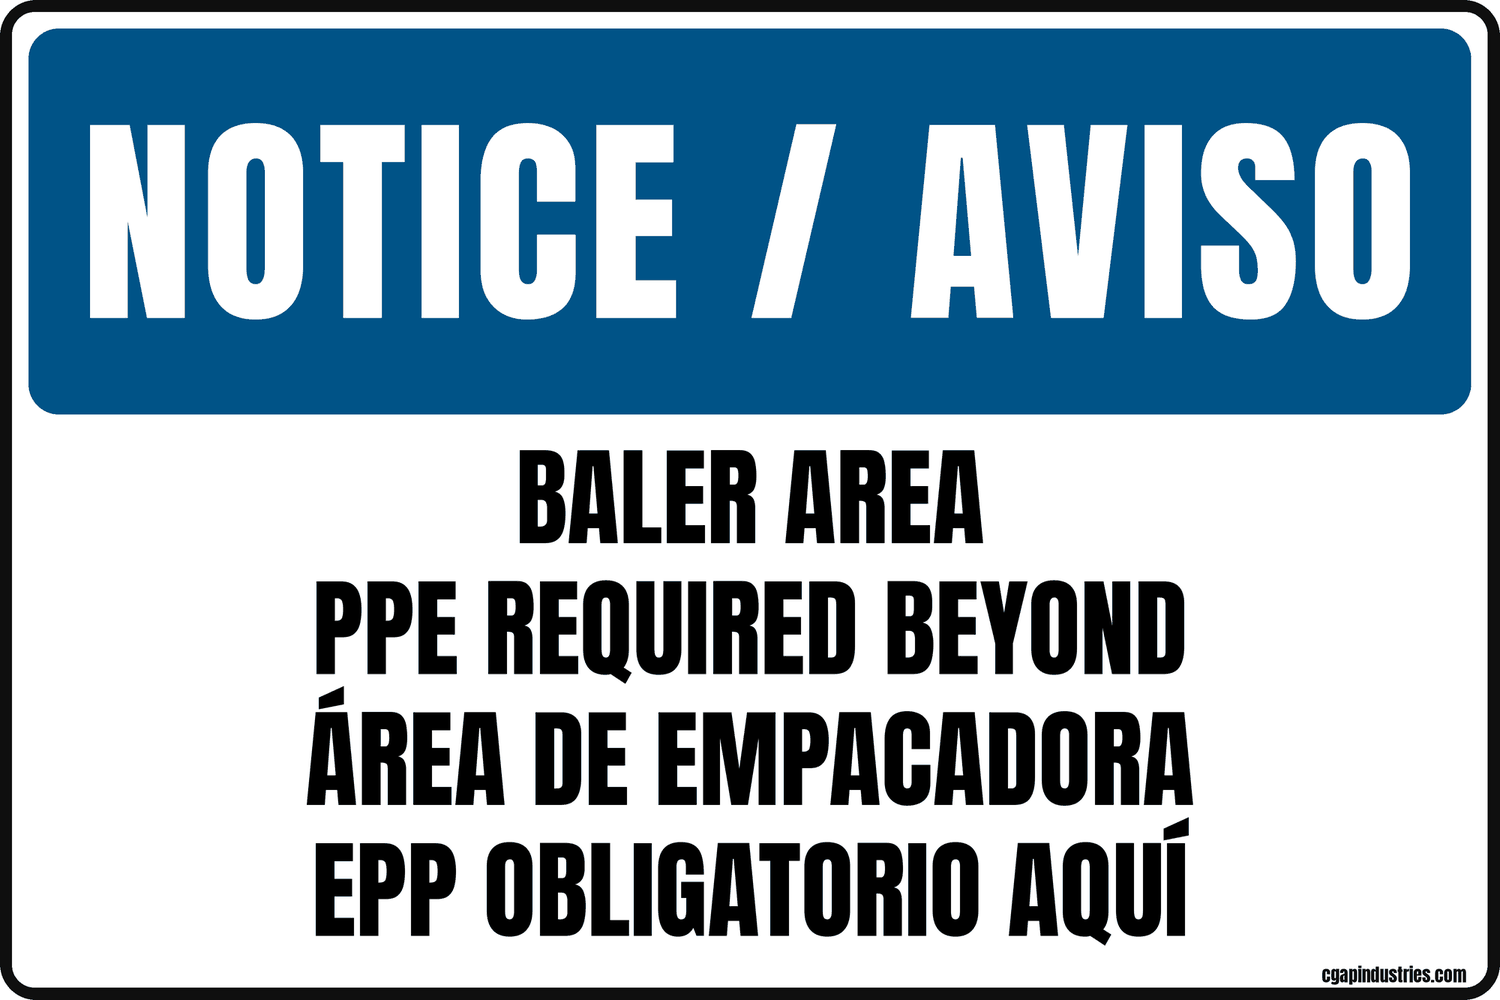 NOTICE / AVISO
BALER AREA
PPE REQUIRED BEYOND
ÁREA DE EMPACADORA
EPP OBLIGATORIO AQUÍ
cgapindustries.com